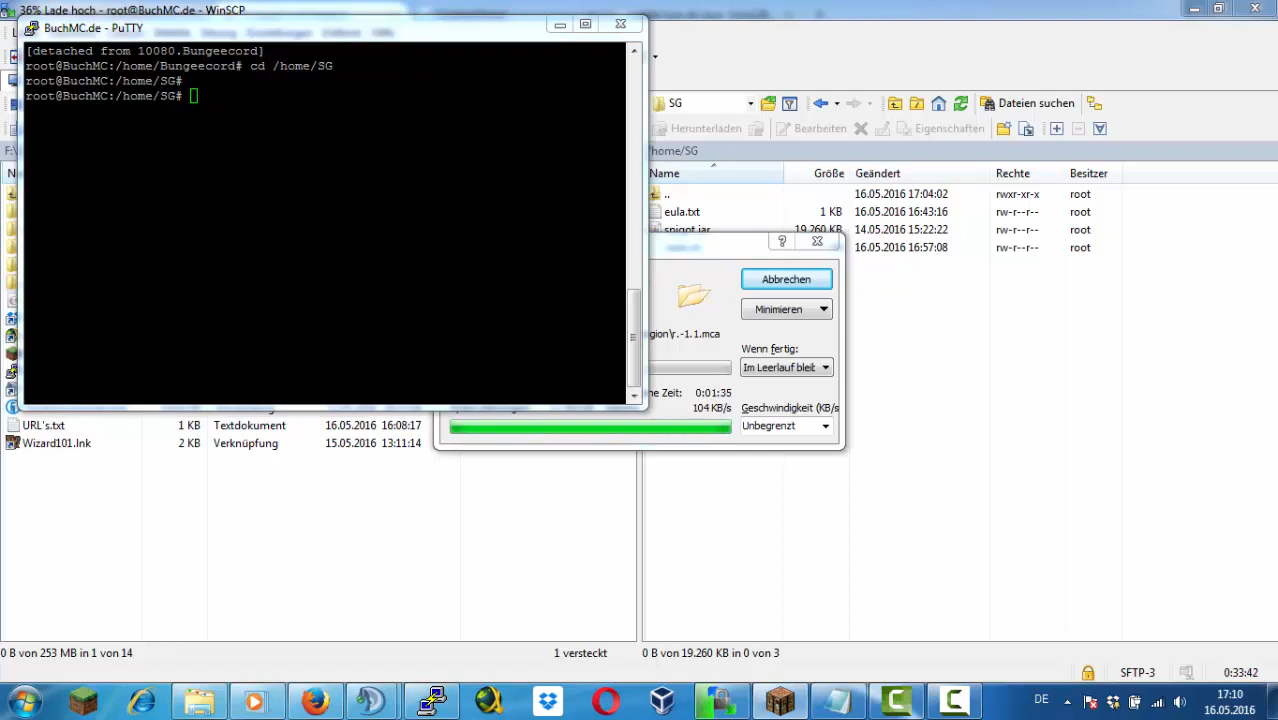 36% Lade hoch - root@BuchMC.de - WinSCP
BuchMC.de - PuTTY
[detached from 10080.Bungeecord]
root@BuchMC:/home/Bungeecord# cd /home/SG
root@BuchMC:/home/SG#
root@BuchMC:/home/SG#
SG
Dateien suchen
Herunterladen
Bearbeiten
Eigenschaften
F:\
/home/SG
Name Größe Geändert Rechte Besitzer
.. 16.05.2016 17:04:02 rwxr-xr-x root
eula.txt 1 KB 16.05.2016 16:43:16 rw-r--r-- root
spigot.jar 19.260 KB 14.05.2016 15:22:22 rw-r--r-- root
16.05.2016 16:57:08 rw-r--r-- root
Abbrechen
Minimieren
gion\r.-1.1.mca
Wenn fertig:
Im Leerlauf bleib
ne Zeit: 0:01:35
104 KB/s
Geschwindigkeit (KB/s
Unbegrenzt
URL's.txt 1 KB Textdokument 16.05.2016 16:08:17
Wizard101.lnk 2 KB Verknüpfung 15.05.2016 13:11:14
0 B von 253 MB in 1 von 14
1 versteckt
0 B von 19.260 KB in 0 von 3
SFTP-3
0:33:42
DE
17:10
16.05.2016